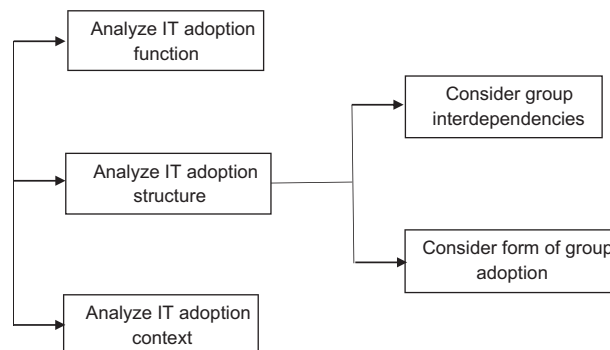 Analyze IT adoption
function
Consider group
interdependencies
Analyze IT adoption
structure
Consider form of group
adoption
Analyze IT adoption
context